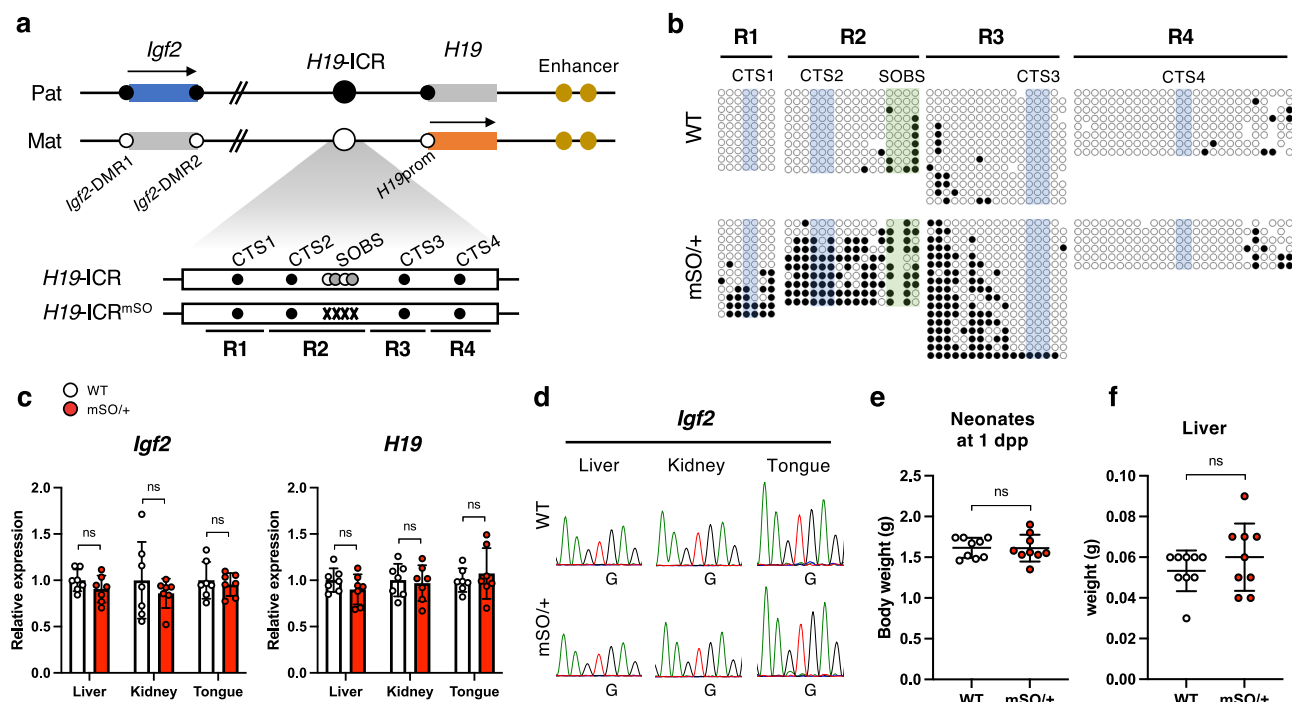 a
Igf2
H19-ICR
H19
Enhancer
Pat
Mat
Igf2-DMR1
Igf2-DMR2
H19prom
CTS1
CTS2
SOBS
CTS3
CTS4
H19-ICR
H19-ICRmSO
XXXX
R1
R2
R3
R4
b
R1
R2
R3
R4
CTS1
CTS2
SOBS
CTS3
CTS4
WT
mSO/+
c
WT
mSO/+
Igf2
Relative expression
2.0
1.5
1.0
0.5
0.0
ns
ns
ns
Liver
Kidney
Tongue
H19
Relative expression
2.0
1.5
1.0
0.5
0.0
ns
ns
ns
Liver
Kidney
Tongue
d
Igf2
Liver
Kidney
Tongue
WT
G
G
G
mSO/+
G
G
G
e
Neonates
at 1 dpp
Body weight (g)
2.5
2.0
1.5
1.0
0.5
0.0
ns
WT
mSO/+
f
Liver
weight (g)
0.10
0.08
0.06
0.04
0.02
0.00
ns
WT
mSO/+